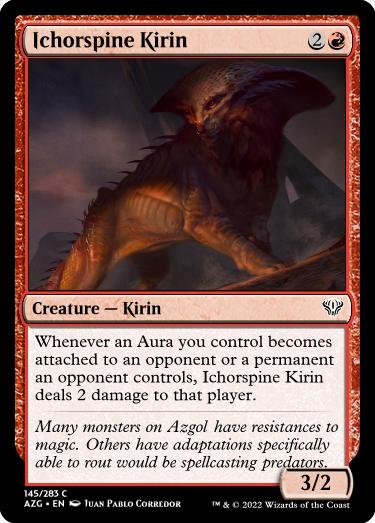 Ichorspine Kirin 2
Creature — Kirin
Whenever an Aura you control becomes
attached to an opponent or a permanent
an opponent controls, Ichorspine Kirin
deals 2 damage to that player.
Many monsters on Azgol have resistances to
magic. Others have adaptations specifically
able to rout would be spellcasting predators.
3/2
145/283 C
AZG • EN Juan Pablo Corredor ™ & © 2022 Wizards of the Coast